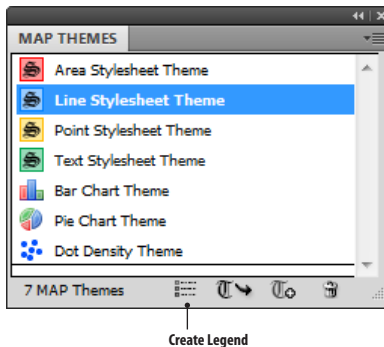 MAP THEMES
Area Stylesheet Theme
Line Stylesheet Theme
Point Stylesheet Theme
Text Stylesheet Theme
Bar Chart Theme
Pie Chart Theme
Dot Density Theme
7 MAP Themes
Create Legend